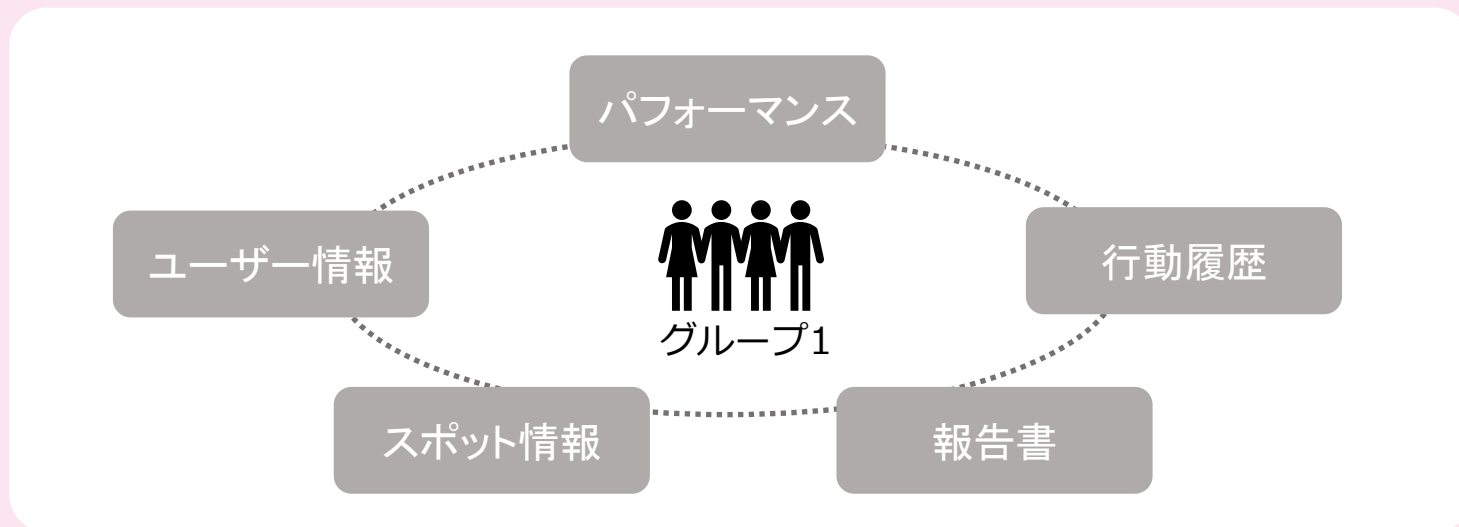 パフォーマンス
ユーザー情報
行動履歴
グループ1
スポット情報
報告書